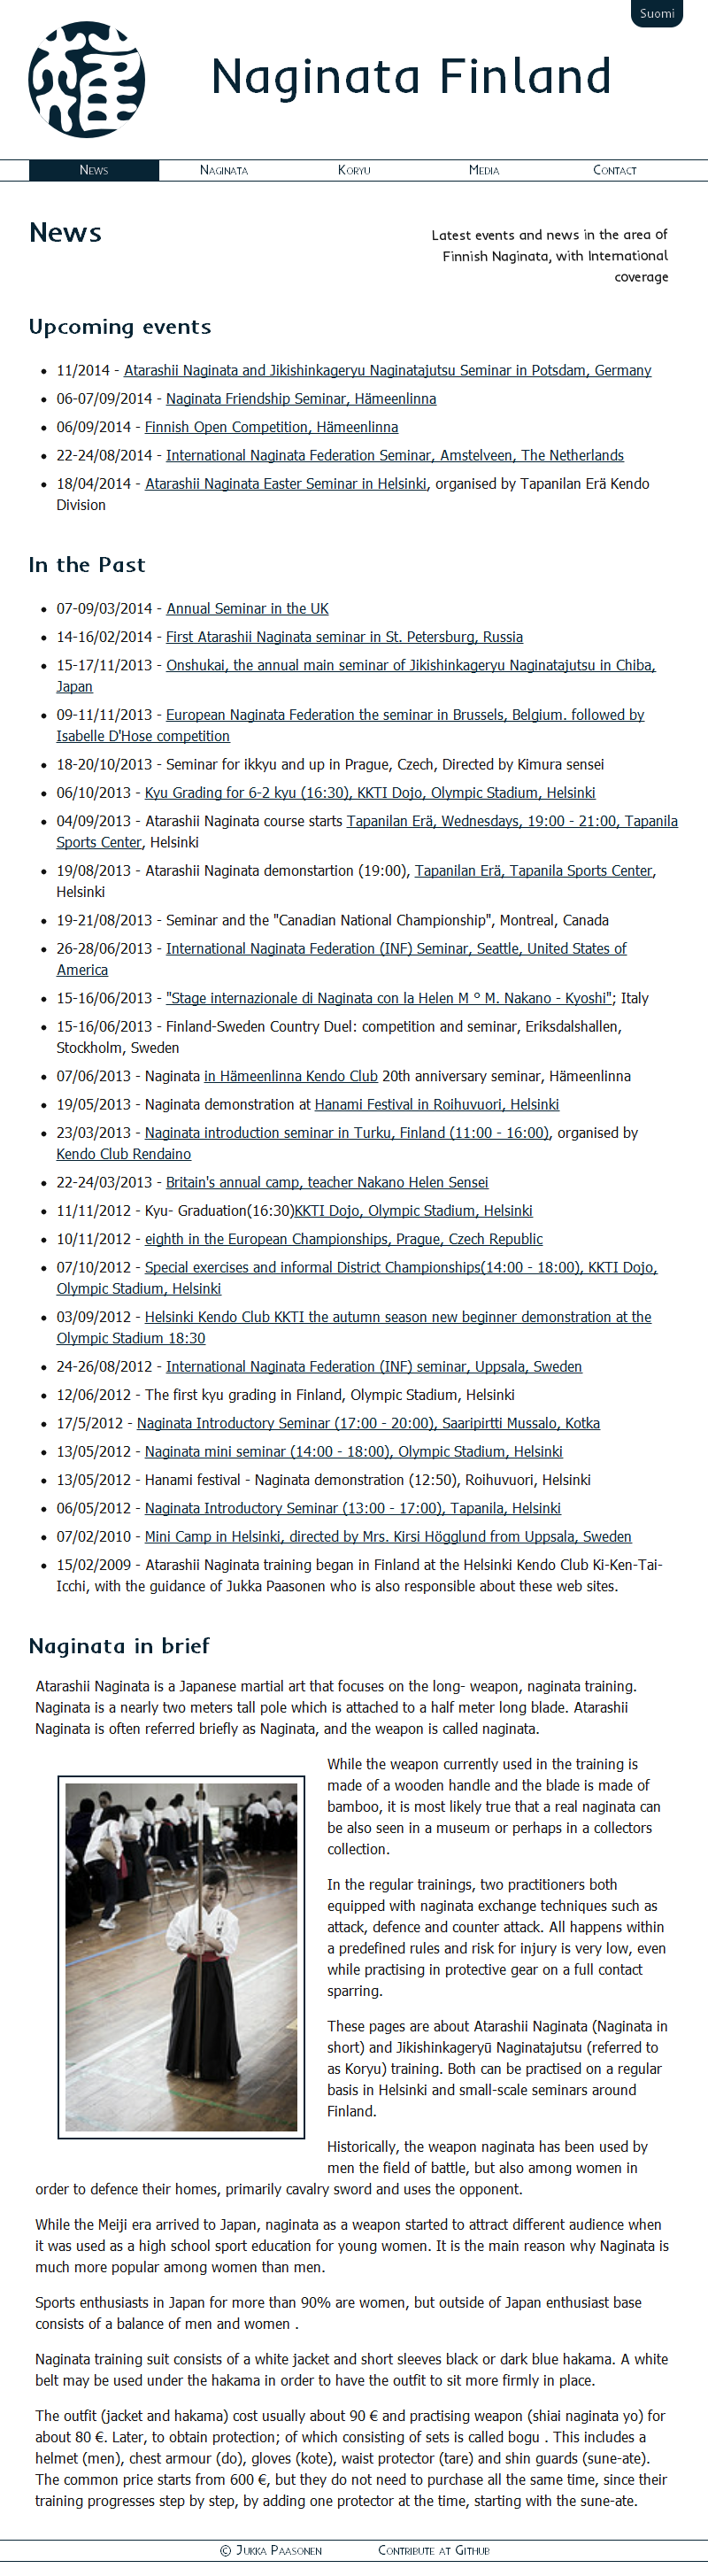 Suomi
Naginata Finland
News Naginata Koryu Media Contact
News
Latest events and news in the area of
Finnish Naginata, with International
coverage
Upcoming events
• 11/2014 - Atarashii Naginata and Jikishinkageryu Naginatajutsu Seminar in Potsdam, Germany
• 06-07/09/2014 - Naginata Friendship Seminar, Hämeenlinna
• 06/09/2014 - Finnish Open Competition, Hämeenlinna
• 22-24/08/2014 - International Naginata Federation Seminar, Amstelveen, The Netherlands
• 18/04/2014 - Atarashii Naginata Easter Seminar in Helsinki, organised by Tapanilan Erä Kendo
Division
In the Past
• 07-09/03/2014 - Annual Seminar in the UK
• 14-16/02/2014 - First Atarashii Naginata seminar in St. Petersburg, Russia
• 15-17/11/2013 - Onshukai, the annual main seminar of Jikishinkageryu Naginatajutsu in Chiba,
Japan
• 09-11/11/2013 - European Naginata Federation the seminar in Brussels, Belgium. followed by
Isabelle D'Hose competition
• 18-20/10/2013 - Seminar for ikkyu and up in Prague, Czech, Directed by Kimura sensei
• 06/10/2013 - Kyu Grading for 6-2 kyu (16:30), KKTI Dojo, Olympic Stadium, Helsinki
• 04/09/2013 - Atarashii Naginata course starts Tapanilan Erä, Wednesdays, 19:00 - 21:00, Tapanila
Sports Center, Helsinki
• 19/08/2013 - Atarashii Naginata demonstartion (19:00), Tapanilan Erä, Tapanila Sports Center,
Helsinki
• 19-21/08/2013 - Seminar and the "Canadian National Championship", Montreal, Canada
• 26-28/06/2013 - International Naginata Federation (INF) Seminar, Seattle, United States of
America
• 15-16/06/2013 - "Stage internazionale di Naginata con la Helen M ° M. Nakano - Kyoshi"; Italy
• 15-16/06/2013 - Finland-Sweden Country Duel: competition and seminar, Eriksdalshallen,
Stockholm, Sweden
• 07/06/2013 - Naginata in Hämeenlinna Kendo Club 20th anniversary seminar, Hämeenlinna
• 19/05/2013 - Naginata demonstration at Hanami Festival in Roihuvuori, Helsinki
• 23/03/2013 - Naginata introduction seminar in Turku, Finland (11:00 - 16:00), organised by
Kendo Club Rendaino
• 22-24/03/2013 - Britain's annual camp, teacher Nakano Helen Sensei
• 11/11/2012 - Kyu- Graduation(16:30)KKTI Dojo, Olympic Stadium, Helsinki
• 10/11/2012 - eighth in the European Championships, Prague, Czech Republic
• 07/10/2012 - Special exercises and informal District Championships(14:00 - 18:00), KKTI Dojo,
Olympic Stadium, Helsinki
• 03/09/2012 - Helsinki Kendo Club KKTI the autumn season new beginner demonstration at the
Olympic Stadium 18:30
• 24-26/08/2012 - International Naginata Federation (INF) seminar, Uppsala, Sweden
• 12/06/2012 - The first kyu grading in Finland, Olympic Stadium, Helsinki
• 17/5/2012 - Naginata Introductory Seminar (17:00 - 20:00), Saaripirtti Mussalo, Kotka
• 13/05/2012 - Naginata mini seminar (14:00 - 18:00), Olympic Stadium, Helsinki
• 13/05/2012 - Hanami festival - Naginata demonstration (12:50), Roihuvuori, Helsinki
• 06/05/2012 - Naginata Introductory Seminar (13:00 - 17:00), Tapanila, Helsinki
• 07/02/2010 - Mini Camp in Helsinki, directed by Mrs. Kirsi Högglund from Uppsala, Sweden
• 15/02/2009 - Atarashii Naginata training began in Finland at the Helsinki Kendo Club Ki-Ken-Tai-
Icchi, with the guidance of Jukka Paasonen who is also responsible about these web sites.
Naginata in brief
Atarashii Naginata is a Japanese martial art that focuses on the long- weapon, naginata training.
Naginata is a nearly two meters tall pole which is attached to a half meter long blade. Atarashii
Naginata is often referred briefly as Naginata, and the weapon is called naginata.
While the weapon currently used in the training is
made of a wooden handle and the blade is made of
bamboo, it is most likely true that a real naginata can
be also seen in a museum or perhaps in a collectors
collection.
In the regular trainings, two practitioners both
equipped with naginata exchange techniques such as
attack, defence and counter attack. All happens within
a predefined rules and risk for injury is very low, even
while practising in protective gear on a full contact
sparring.
These pages are about Atarashii Naginata (Naginata in
short) and Jikishinkageryū Naginatajutsu (referred to
as Koryu) training. Both can be practised on a regular
basis in Helsinki and small-scale seminars around
Finland.
Historically, the weapon naginata has been used by
men the field of battle, but also among women in
order to defence their homes, primarily cavalry sword and uses the opponent.
While the Meiji era arrived to Japan, naginata as a weapon started to attract different audience when
it was used as a high school sport education for young women. It is the main reason why Naginata is
much more popular among women than men.
Sports enthusiasts in Japan for more than 90% are women, but outside of Japan enthusiast base
consists of a balance of men and women .
Naginata training suit consists of a white jacket and short sleeves black or dark blue hakama. A white
belt may be used under the hakama in order to have the outfit to sit more firmly in place.
The outfit (jacket and hakama) cost usually about 90 € and practising weapon (shiai naginata yo) for
about 80 €. Later, to obtain protection; of which consisting of sets is called bogu . This includes a
helmet (men), chest armour (do), gloves (kote), waist protector (tare) and shin guards (sune-ate).
The common price starts from 600 €, but they do not need to purchase all the same time, since their
training progresses step by step, by adding one protector at the time, starting with the sune-ate.
© Jukka Paasonen Contribute at Github